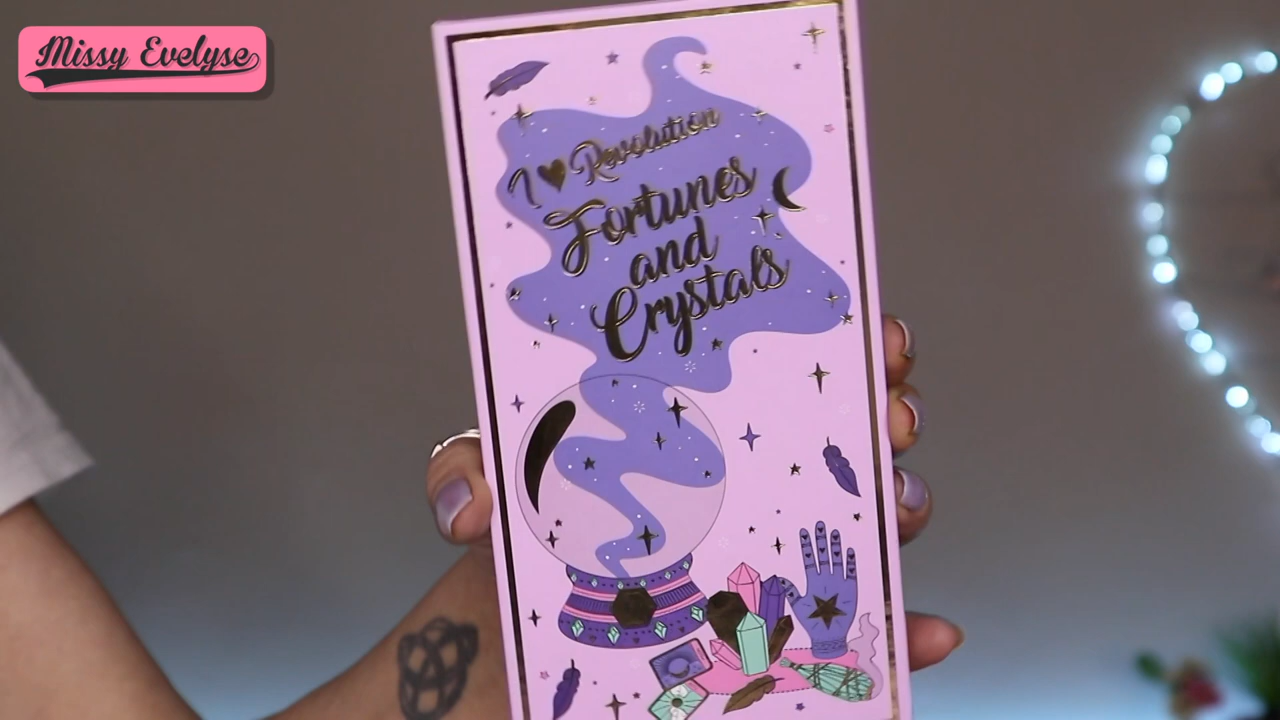 Missy Evelyse
I ♥ Revolution
Fortunes
and
Crystals